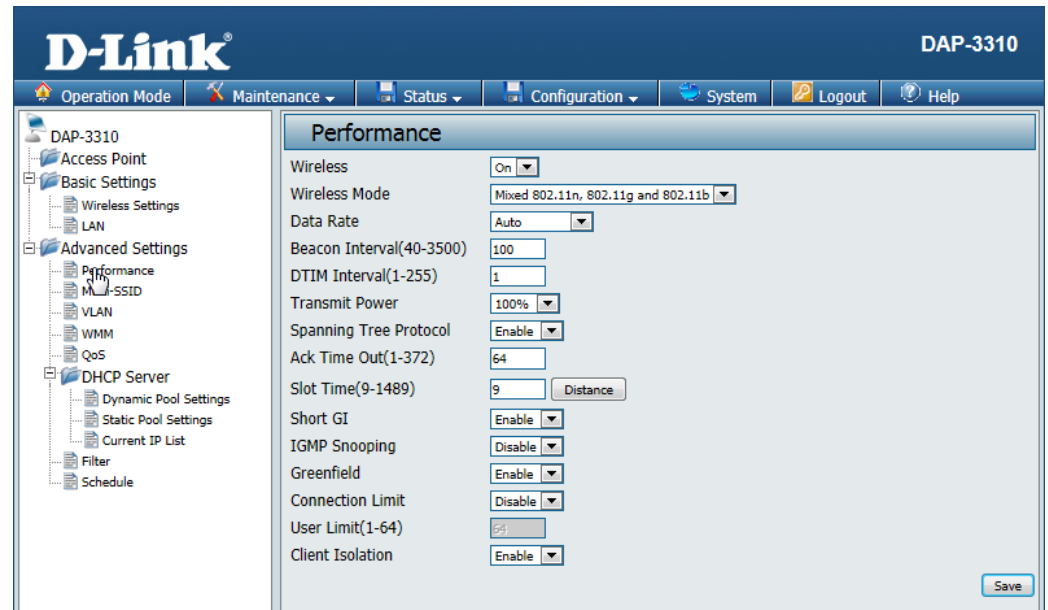 D-Link®
DAP-3310
Operation Mode Maintenance Status Configuration System Logout Help
DAP-3310
Access Point
Basic Settings
Wireless Settings
LAN
Advanced Settings
Performance
SSID
VLAN
WMM
QoS
DHCP Server
Dynamic Pool Settings
Static Pool Settings
Current IP List
Filter
Schedule
Performance
Wireless On
Wireless Mode Mixed 802.11n, 802.11g and 802.11b
Data Rate Auto
Beacon Interval(40-3500) 100
DTIM Interval(1-255) 1
Transmit Power 100%
Spanning Tree Protocol Enable
Ack Time Out(1-372) 64
Slot Time(9-1489) 9 Distance
Short GI Enable
IGMP Snooping Disable
Greenfield Enable
Connection Limit Disable
User Limit(1-64) 64
Client Isolation Enable
Save